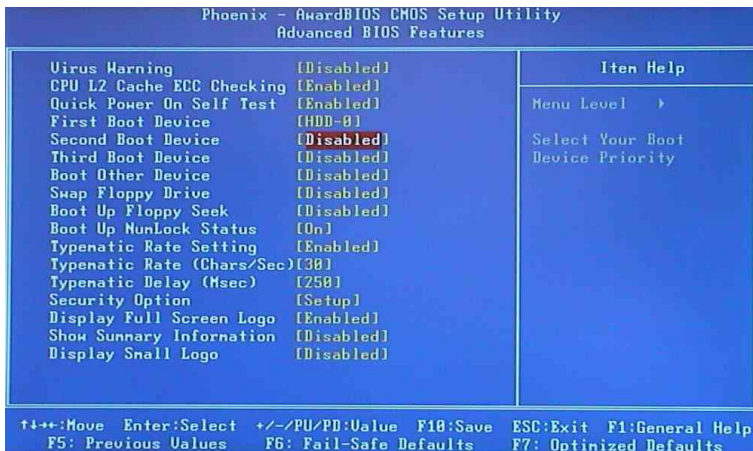 Phoenix - AwardBIOS CMOS Setup Utility
Advanced BIOS Features
Virus Warning [Disabled]
CPU L2 Cache ECC Checking [Enabled]
Quick Power On Self Test [Enabled]
First Boot Device [HDD-0]
Second Boot Device [Disabled]
Third Boot Device [Disabled]
Boot Other Device [Disabled]
Swap Floppy Drive [Disabled]
Boot Up Floppy Seek [Disabled]
Boot Up NumLock Status [On]
Typematic Rate Setting [Enabled]
Typematic Rate (Chars/Sec)[30]
Typematic Delay (Msec) [250]
Security Option [Setup]
Display Full Screen Logo [Enabled]
Show Summary Information [Disabled]
Display Small Logo [Disabled]
Item Help
Menu Level ▸
Select Your Boot
Device Priority
↑↓→←:Move Enter:Select +/-/PU/PD:Value F10:Save ESC:Exit F1:General Help
F5: Previous Values F6: Fail-Safe Defaults F7: Optimized Defaults